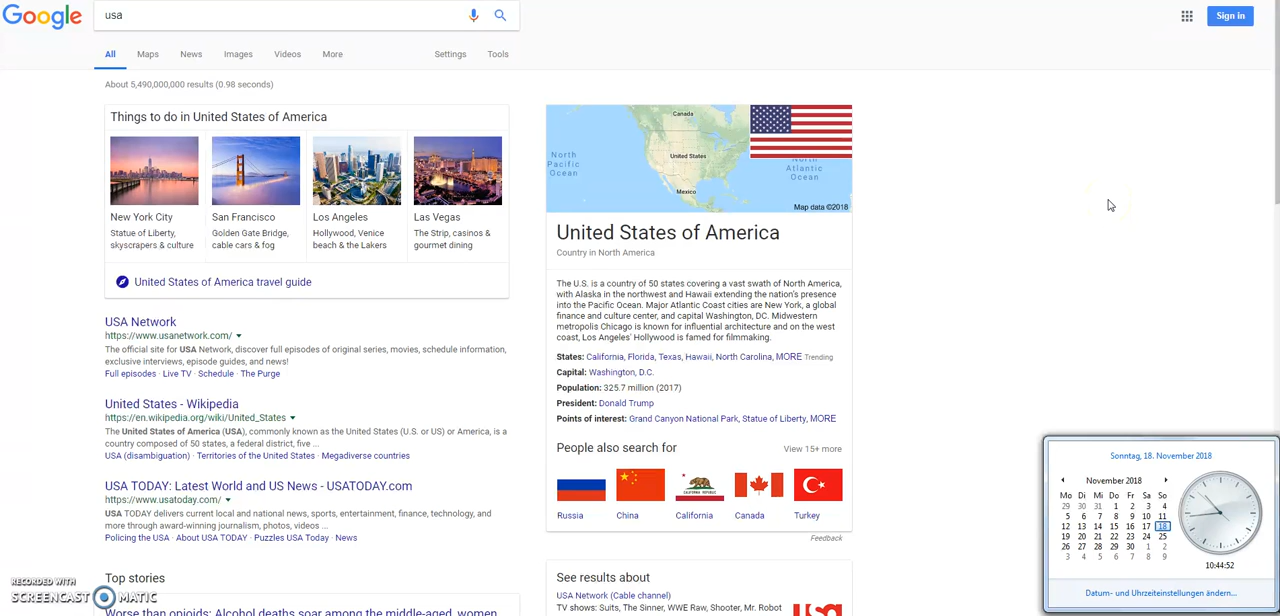 Google
usa
Sign in
All Maps News Images Videos More Settings Tools
About 5,490,000,000 results (0.98 seconds)
Things to do in United States of America
New York City
Statue of Liberty,
skyscrapers & culture
San Francisco
Golden Gate Bridge,
cable cars & fog
Los Angeles
Hollywood, Venice
beach & the Lakers
Las Vegas
The Strip, casinos &
gourmet dining
United States of America travel guide
USA Network
https://www.usanetwork.com/
The official site for USA Network, discover full episodes of original series, movies, schedule information,
exclusive interviews, episode guides, and news!
Full episodes · Live TV · Schedule · The Purge
United States - Wikipedia
https://en.wikipedia.org/wiki/United_States
The United States of America (USA), commonly known as the United States (U.S. or US) or America, is a
country composed of 50 states, a federal district, five ...
USA (disambiguation) · Territories of the United States · Megadiverse countries
USA TODAY: Latest World and US News - USATODAY.com
https://www.usatoday.com/
USA TODAY delivers current local and national news, sports, entertainment, finance, technology, and
more through award-winning journalism, photos, videos ...
Policing the USA · About USA TODAY · Puzzles USA Today · News
Top stories
Worse than opioids: Alcohol deaths soar among the middle-aged, women
Canada
North
Pacific
Ocean
United States
North
Atlantic
Ocean
Mexico
Map data ©2018
United States of America
Country in North America
The U.S. is a country of 50 states covering a vast swath of North America,
with Alaska in the northwest and Hawaii extending the nation's presence
into the Pacific Ocean. Major Atlantic Coast cities are New York, a global
finance and culture center, and capital Washington, DC. Midwestern
metropolis Chicago is known for influential architecture and on the west
coast, Los Angeles' Hollywood is famed for filmmaking.
States: California, Florida, Texas, Hawaii, North Carolina, MORE Trending
Capital: Washington, D.C.
Population: 325.7 million (2017)
President: Donald Trump
Points of interest: Grand Canyon National Park, Statue of Liberty, MORE
People also search for View 15+ more
Russia China California Canada Turkey
Feedback
See results about
USA Network (Cable channel)
TV shows: Suits, The Sinner, WWE Raw, Shooter, Mr. Robot
usa
Sonntag, 18. November 2018
November 2018
Mo Di Mi Do Fr Sa So
29 30 31 1 2 3 4
5 6 7 8 9 10 11
12 13 14 15 16 17 18
19 20 21 22 23 24 25
26 27 28 29 30 1 2
3 4 5 6 7 8 9
10:44:52
Datum- und Uhrzeiteinstellungen ändern...
RECORDED WITH
SCREENCAST MATIC